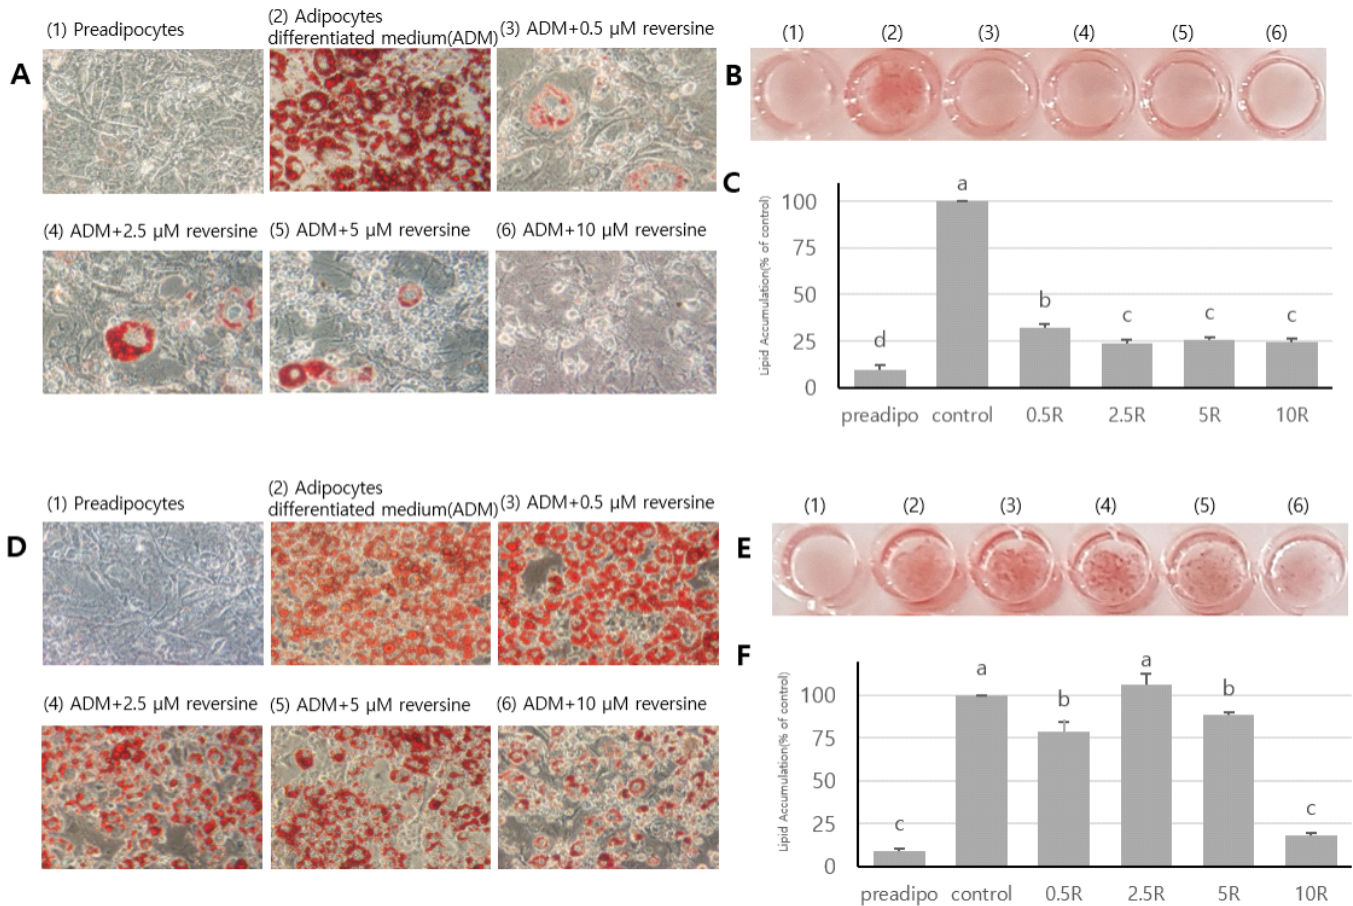 A
(1) Preadipocytes
(2) Adipocytes
differentiated medium(ADM)
(3) ADM+0.5 µM reversine
(4) ADM+2.5 µM reversine
(5) ADM+5 µM reversine
(6) ADM+10 µM reversine
B
(1) (2) (3) (4) (5) (6)
C
Lipid Accumulation(% of control)
100
75
50
25
0
d a b c c c
preadipo control 0.5R 2.5R 5R 10R
D
(1) Preadipocytes
(2) Adipocytes
differentiated medium(ADM)
(3) ADM+0.5 µM reversine
(4) ADM+2.5 µM reversine
(5) ADM+5 µM reversine
(6) ADM+10 µM reversine
E
(1) (2) (3) (4) (5) (6)
F
Lipid Accumulation(% of control)
100
75
50
25
0
c a b a b c
preadipo control 0.5R 2.5R 5R 10R